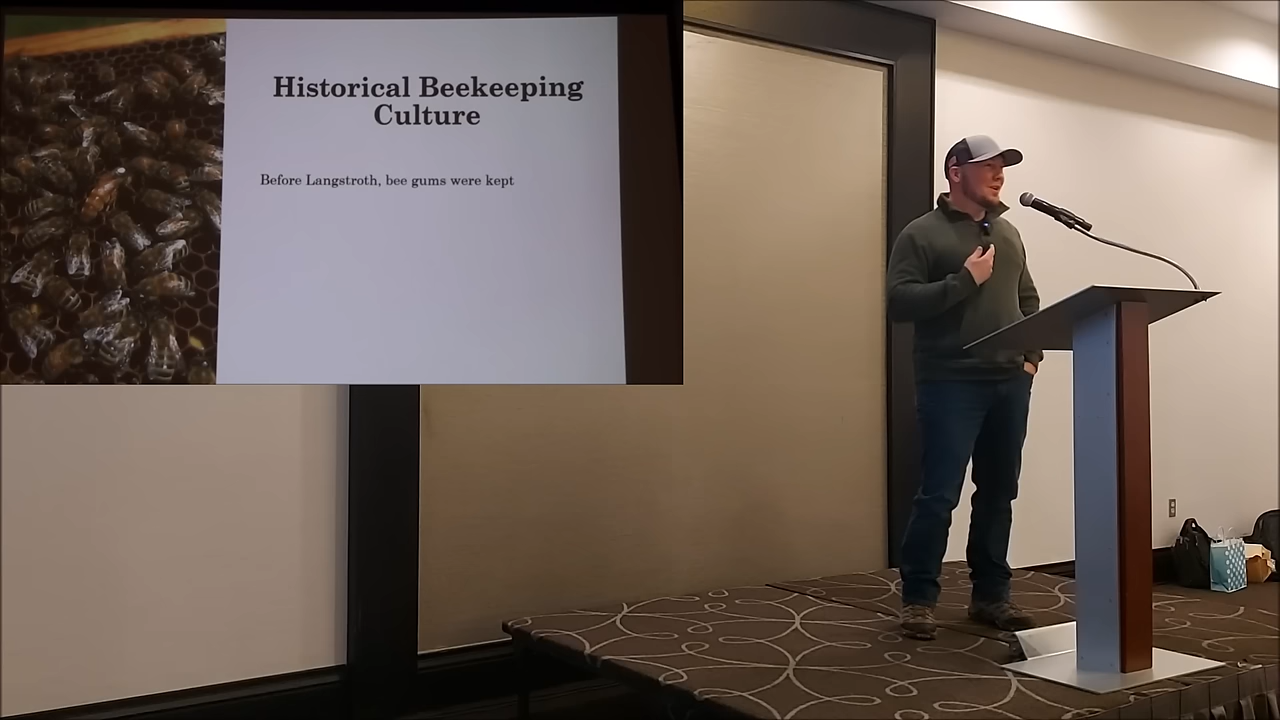 Historical Beekeeping
Culture
Before Langstroth, bee gums were kept